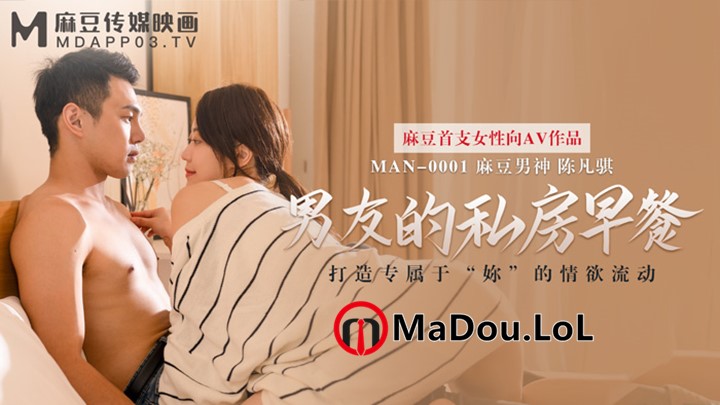 麻豆传媒映画
MDAPP03.TV
麻豆首支女性向AV作品
MAN-0001 麻豆男神 陈凡骐
男友的私房早餐
打造专属于“妳”的情欲流动
MaDou.LoL